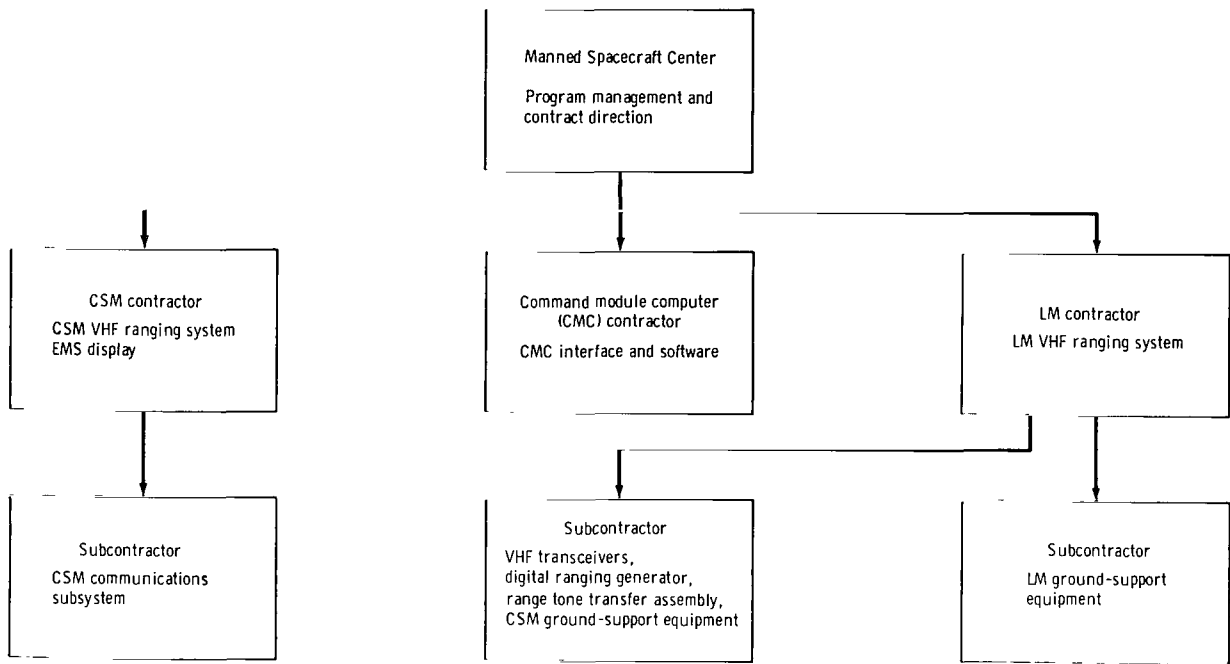 Manned Spacecraft Center
Program management and
contract direction
CSM contractor
CSM VHF ranging system
EMS display
Command module computer
(CMC) contractor
CMC interface and software
LM contractor
LM VHF ranging system
Subcontractor
CSM communications
subsystem
Subcontractor
VHF transceivers,
digital ranging generator,
range tone transfer assembly,
CSM ground-support equipment
Subcontractor
LM ground-support
equipment